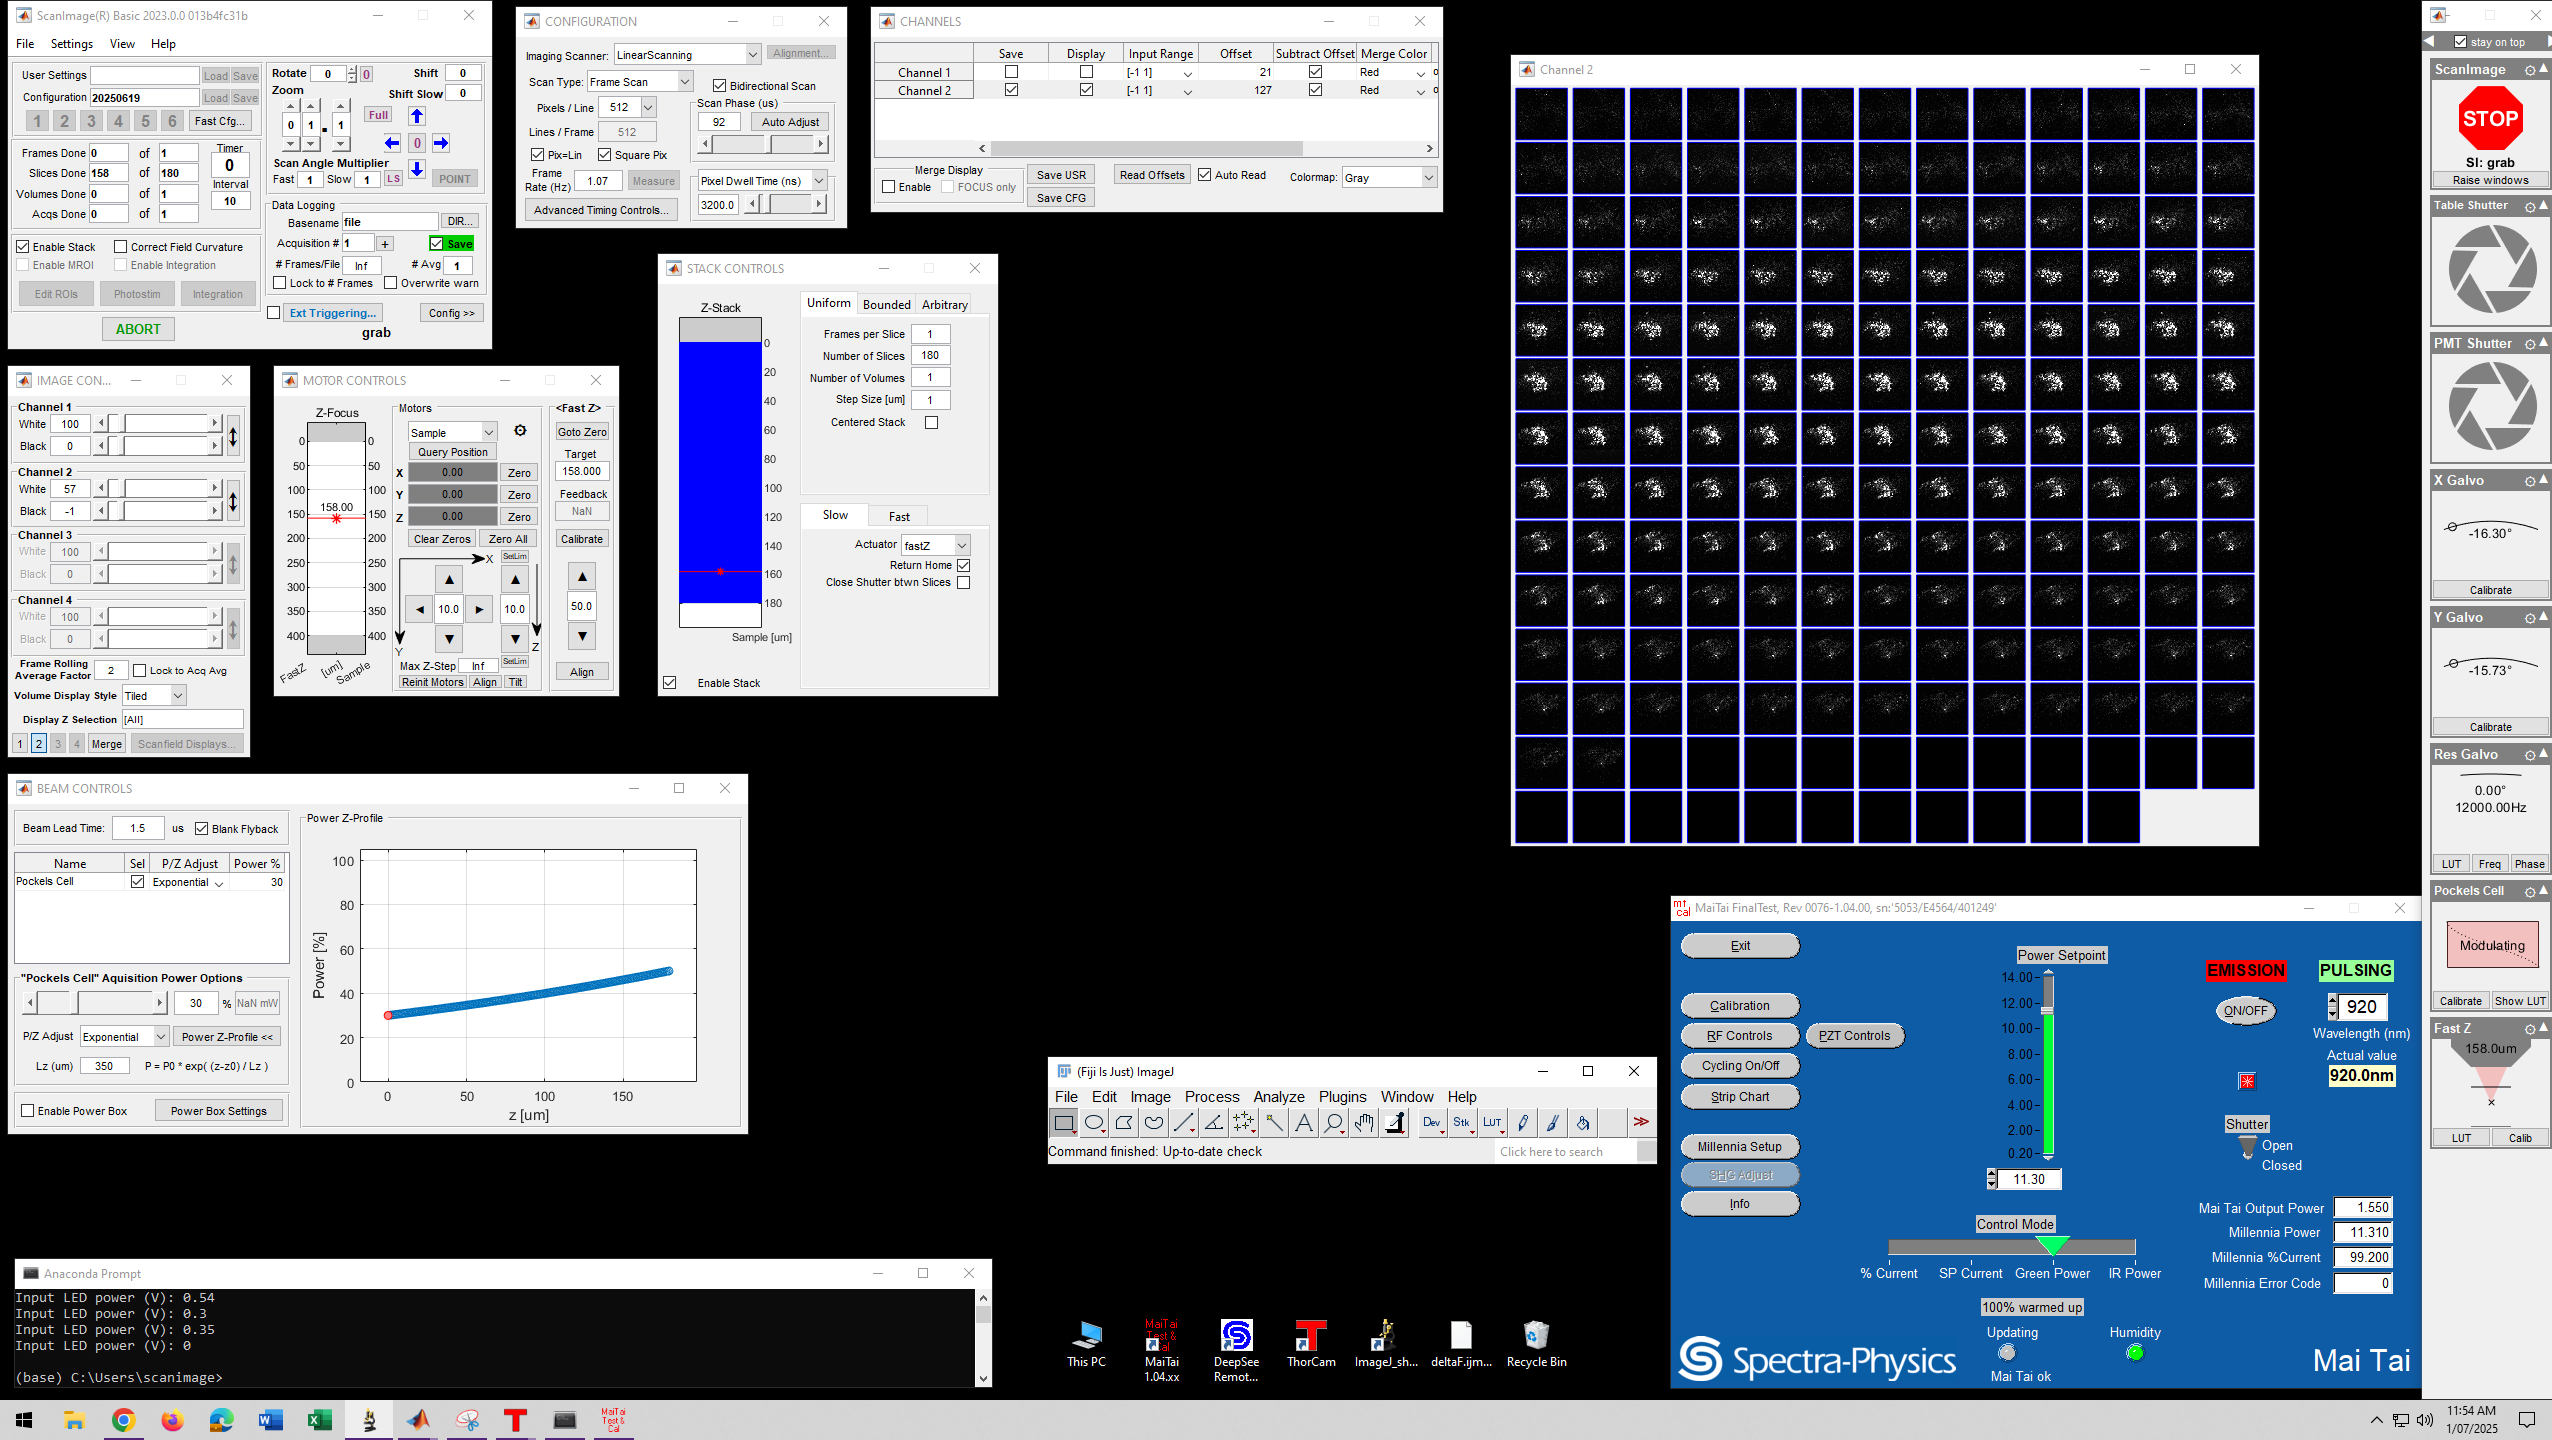 ScanImage(R) Basic 2023.0.0 013b4fc31b
File Settings View Help
User Settings Load Save
Configuration 20250619 Load Save
1 2 3 4 5 6 Fast Cfg...
Frames Done 0 of 1
Slices Done 158 of 180
Volumes Done 0 of 1
Acqs Done 0 of 1
Timer
0
Interval
10
Enable Stack Correct Field Curvature
Enable MROI Enable Integration
Edit ROIs Photostim Integration
ABORT
Rotate 0 0
Zoom
0 1 . 1
Full
0
Shift 0
Shift Slow 0
Scan Angle Multiplier
Fast 1 Slow 1 LS POINT
Data Logging
Basename file DIR...
Acquisition # 1 + Save
# Frames/File Inf # Avg 1
Lock to # Frames Overwrite warn
Ext Triggering... Config >>
grab
CONFIGURATION
Imaging Scanner: LinearScanning Alignment...
Scan Type: Frame Scan Bidirectional Scan
Pixels / Line 512
Lines / Frame 512
Pix=Lin Square Pix
Frame
Rate (Hz) 1.07 Measure
Advanced Timing Controls...
Scan Phase (us)
92 Auto Adjust
Pixel Dwell Time (ns)
3200.0
CHANNELS
Save Display Input Range Offset Subtract Offset Merge Color
Channel 1 [-1 1] 21 Red
Channel 2 [-1 1] 127 Red
Merge Display
Enable FOCUS only
Save USR
Save CFG
Read Offsets Auto Read Colormap: Gray
STACK CONTROLS
Z-Stack
0
20
40
60
80
100
120
140
160
180
Sample [um]
Enable Stack
Uniform Bounded Arbitrary
Frames per Slice 1
Number of Slices 180
Number of Volumes 1
Step Size [um] 1
Centered Stack
Slow Fast
Actuator fastZ
Return Home
Close Shutter btwn Slices
IMAGE CON...
Channel 1
White 100
Black 0
Channel 2
White 57
Black -1
Channel 3
White 100
Black 0
Channel 4
White 100
Black 0
Frame Rolling
Average Factor 2 Lock to Acq Avg
Volume Display Style Tiled
Display Z Selection [All]
1 2 3 4 Merge Scanfield Displays...
MOTOR CONTROLS
Z-Focus
0 0
50 50
100 100
158.00
150 150
200 200
250 250
300 300
350 350
400 400
FastZ [um] Sample
Motors
Sample
Query Position
X 0.00 Zero
Y 0.00 Zero
Z 0.00 Zero
Clear Zeros Zero All
X SetLim
10.0 10.0
Y Z
Max Z-Step Inf SetLim
Reinit Motors Align Tilt
<Fast Z>
Goto Zero
Target
158.000
Feedback
NaN
Calibrate
50.0
Align
BEAM CONTROLS
Beam Lead Time: 1.5 us Blank Flyback
Name Sel P/Z Adjust Power %
Pockels Cell Exponential 30
"Pockels Cell" Aquisition Power Options
30 % NaN mW
P/Z Adjust Exponential Power Z-Profile <<
Lz (um) 350 P = P0 * exp( (z-z0) / Lz )
Enable Power Box Power Box Settings
Power Z-Profile
Power [%]
100
80
60
40
20
0
0 50 100 150
z [um]
Channel 2
(Fiji Is Just) ImageJ
File Edit Image Process Analyze Plugins Window Help
Dev Stk LUT
Command finished: Up-to-date check
Click here to search
Anaconda Prompt
Input LED power (V): 0.54
Input LED power (V): 0.3
Input LED power (V): 0.35
Input LED power (V): 0
(base) C:\Users\scanimage>
This PC
MaiTai
1.04.xx
DeepSee
Remot...
ThorCam
ImageJ_sh...
deltaF.ijm...
Recycle Bin
MaiTai FinalTest, Rev 0076-1.04.00, sn:'5053/E4564/401249'
Exit
Calibration
RF Controls PZT Controls
Cycling On/Off
Strip Chart
Millennia Setup
SHG Adjust
Info
Power Setpoint
14.00
12.00
10.00
8.00
6.00
4.00
2.00
0.20
11.30
EMISSION PULSING
ON/OFF 920
Wavelength (nm)
Actual value
920.0nm
Shutter
Open
Closed
Mai Tai Output Power 1.550
Millennia Power 11.310
Millennia %Current 99.200
Millennia Error Code 0
Control Mode
% Current SP Current Green Power IR Power
100% warmed up
Updating Humidity
Mai Tai ok
Spectra-Physics
Mai Tai
stay on top
ScanImage
STOP
SI: grab
Raise windows
Table Shutter
PMT Shutter
X Galvo
-16.30°
Calibrate
Y Galvo
-15.73°
Calibrate
Res Galvo
0.00°
12000.00Hz
LUT Freq Phase
Pockels Cell
Modulating
Calibrate Show LUT
Fast Z
158.0um
LUT Calib
MaiTai
Test &
Cal
11:54 AM
1/07/2025